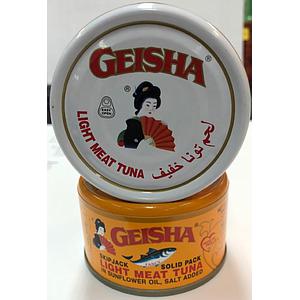 GEISHA®
®
EASY OPEN
LIGHT MEAT TUNA لحم تونا خفيف
GEISHA®
SKIPJACK SOLID PACK
LIGHT MEAT TUNA
IN SUNFLOWER OIL, SALT ADDED